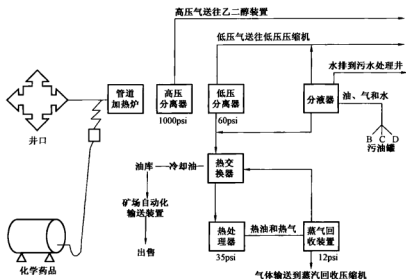 高压气送往乙二醇装置
低压气送往低压压缩机
水排到污水处理井
管道
加热炉
高压
分离器
低压
分离器
分液器
油、气和水
1000psi
60psi
B C D
污油罐
井口
油库
冷却油
热交
换器
矿场自动化
输送装置
热处
理器
热油和热气
蒸气回
收装置
出售
35psi
12psi
化学药品
气体输送到蒸汽回收压缩机